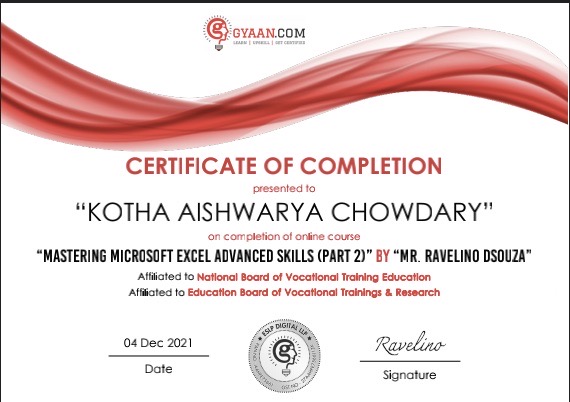 GYAAN.COM
LEARN | UPSKILL | GET CERTIFIED
CERTIFICATE OF COMPLETION
presented to
“KOTHA AISHWARYA CHOWDARY”
on completion of online course
“MASTERING MICROSOFT EXCEL ADVANCED SKILLS (PART 2)” BY “MR. RAVELINO DSOUZA”
Affiliated to National Board of Vocational Training Education
Affiliated to Education Board of Vocational Trainings & Research
04 Dec 2021
Date
ESLP DIGITAL LLP
Ravelino
Signature